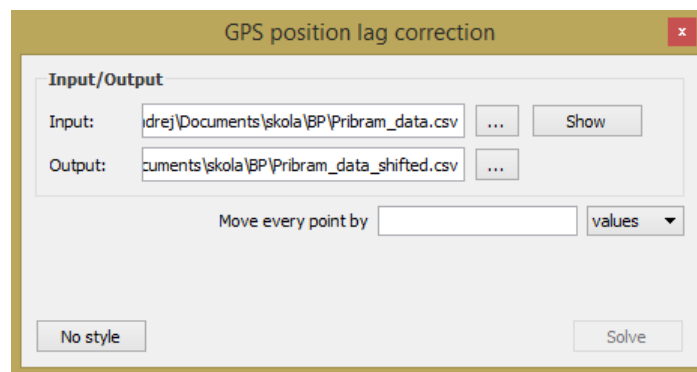 GPS position lag correction
x
Input/Output
Input: ndrej\Documents\skola\BP\Pribram_data.csv ... Show
Output: cuments\skola\BP\Pribram_data_shifted.csv ...
Move every point by values
No style Solve